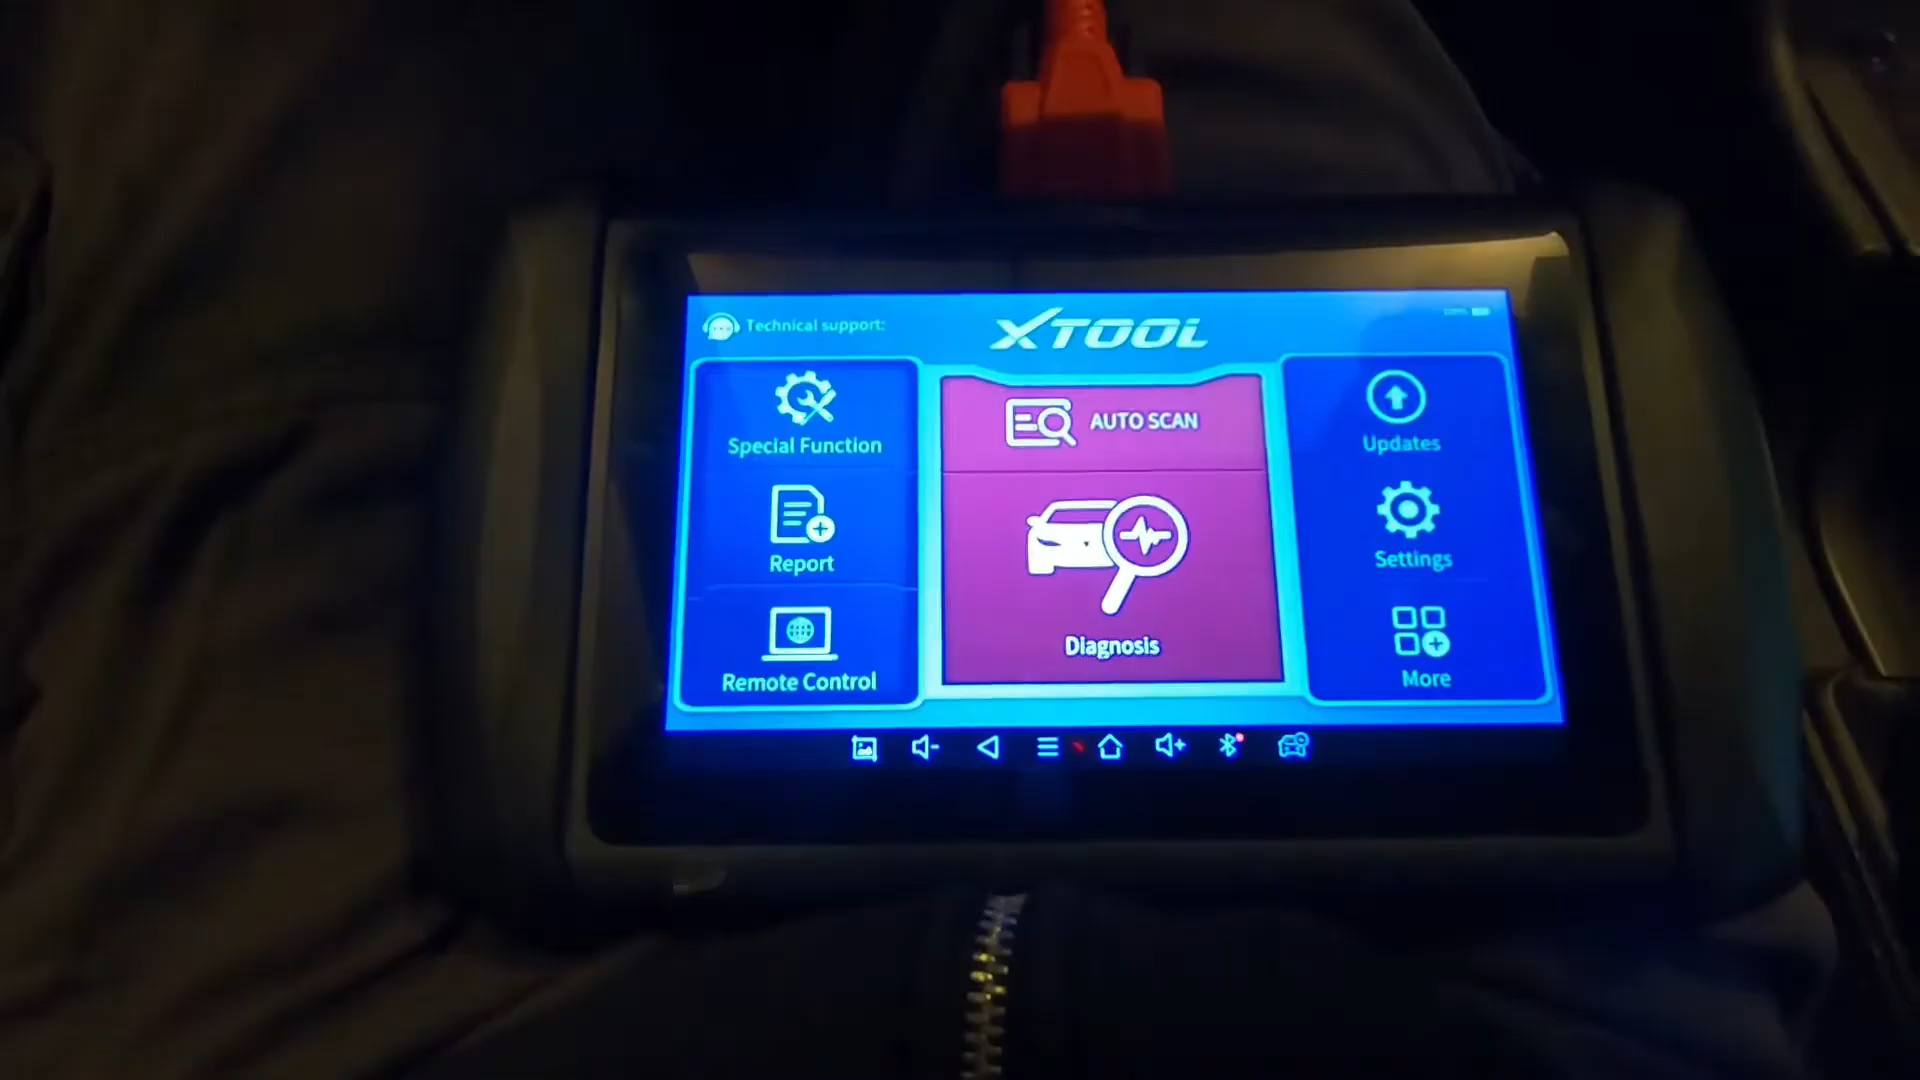 Technical support:
XTOOL
Special Function
Report
Remote Control
AUTO SCAN
Diagnosis
Updates
Settings
More